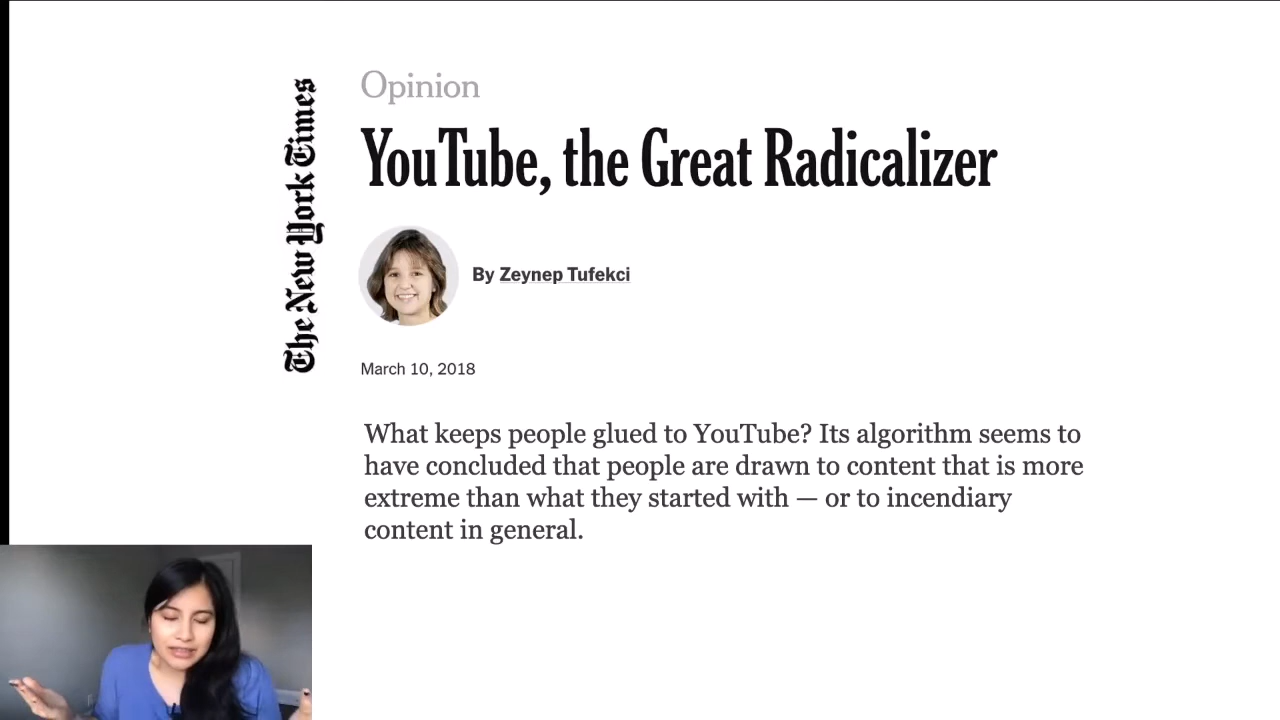 The New York Times
Opinion
YouTube, the Great Radicalizer
By Zeynep Tufekci
March 10, 2018
What keeps people glued to YouTube? Its algorithm seems to
have concluded that people are drawn to content that is more
extreme than what they started with — or to incendiary
content in general.